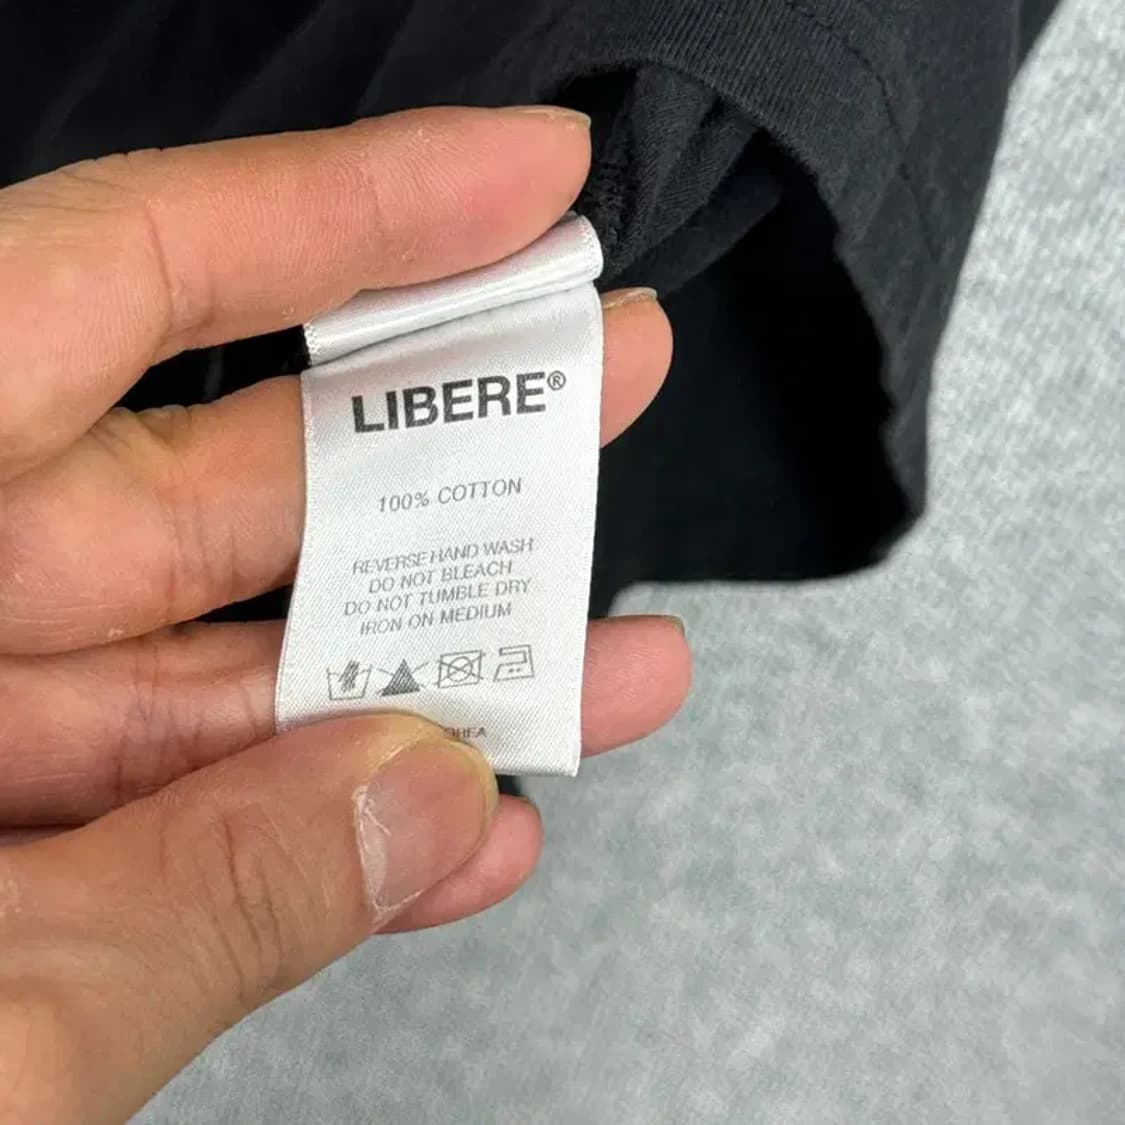 LIBERE®
100% COTTON
REVERSE HAND WASH
DO NOT BLEACH
DO NOT TUMBLE DRY
IRON ON MEDIUM